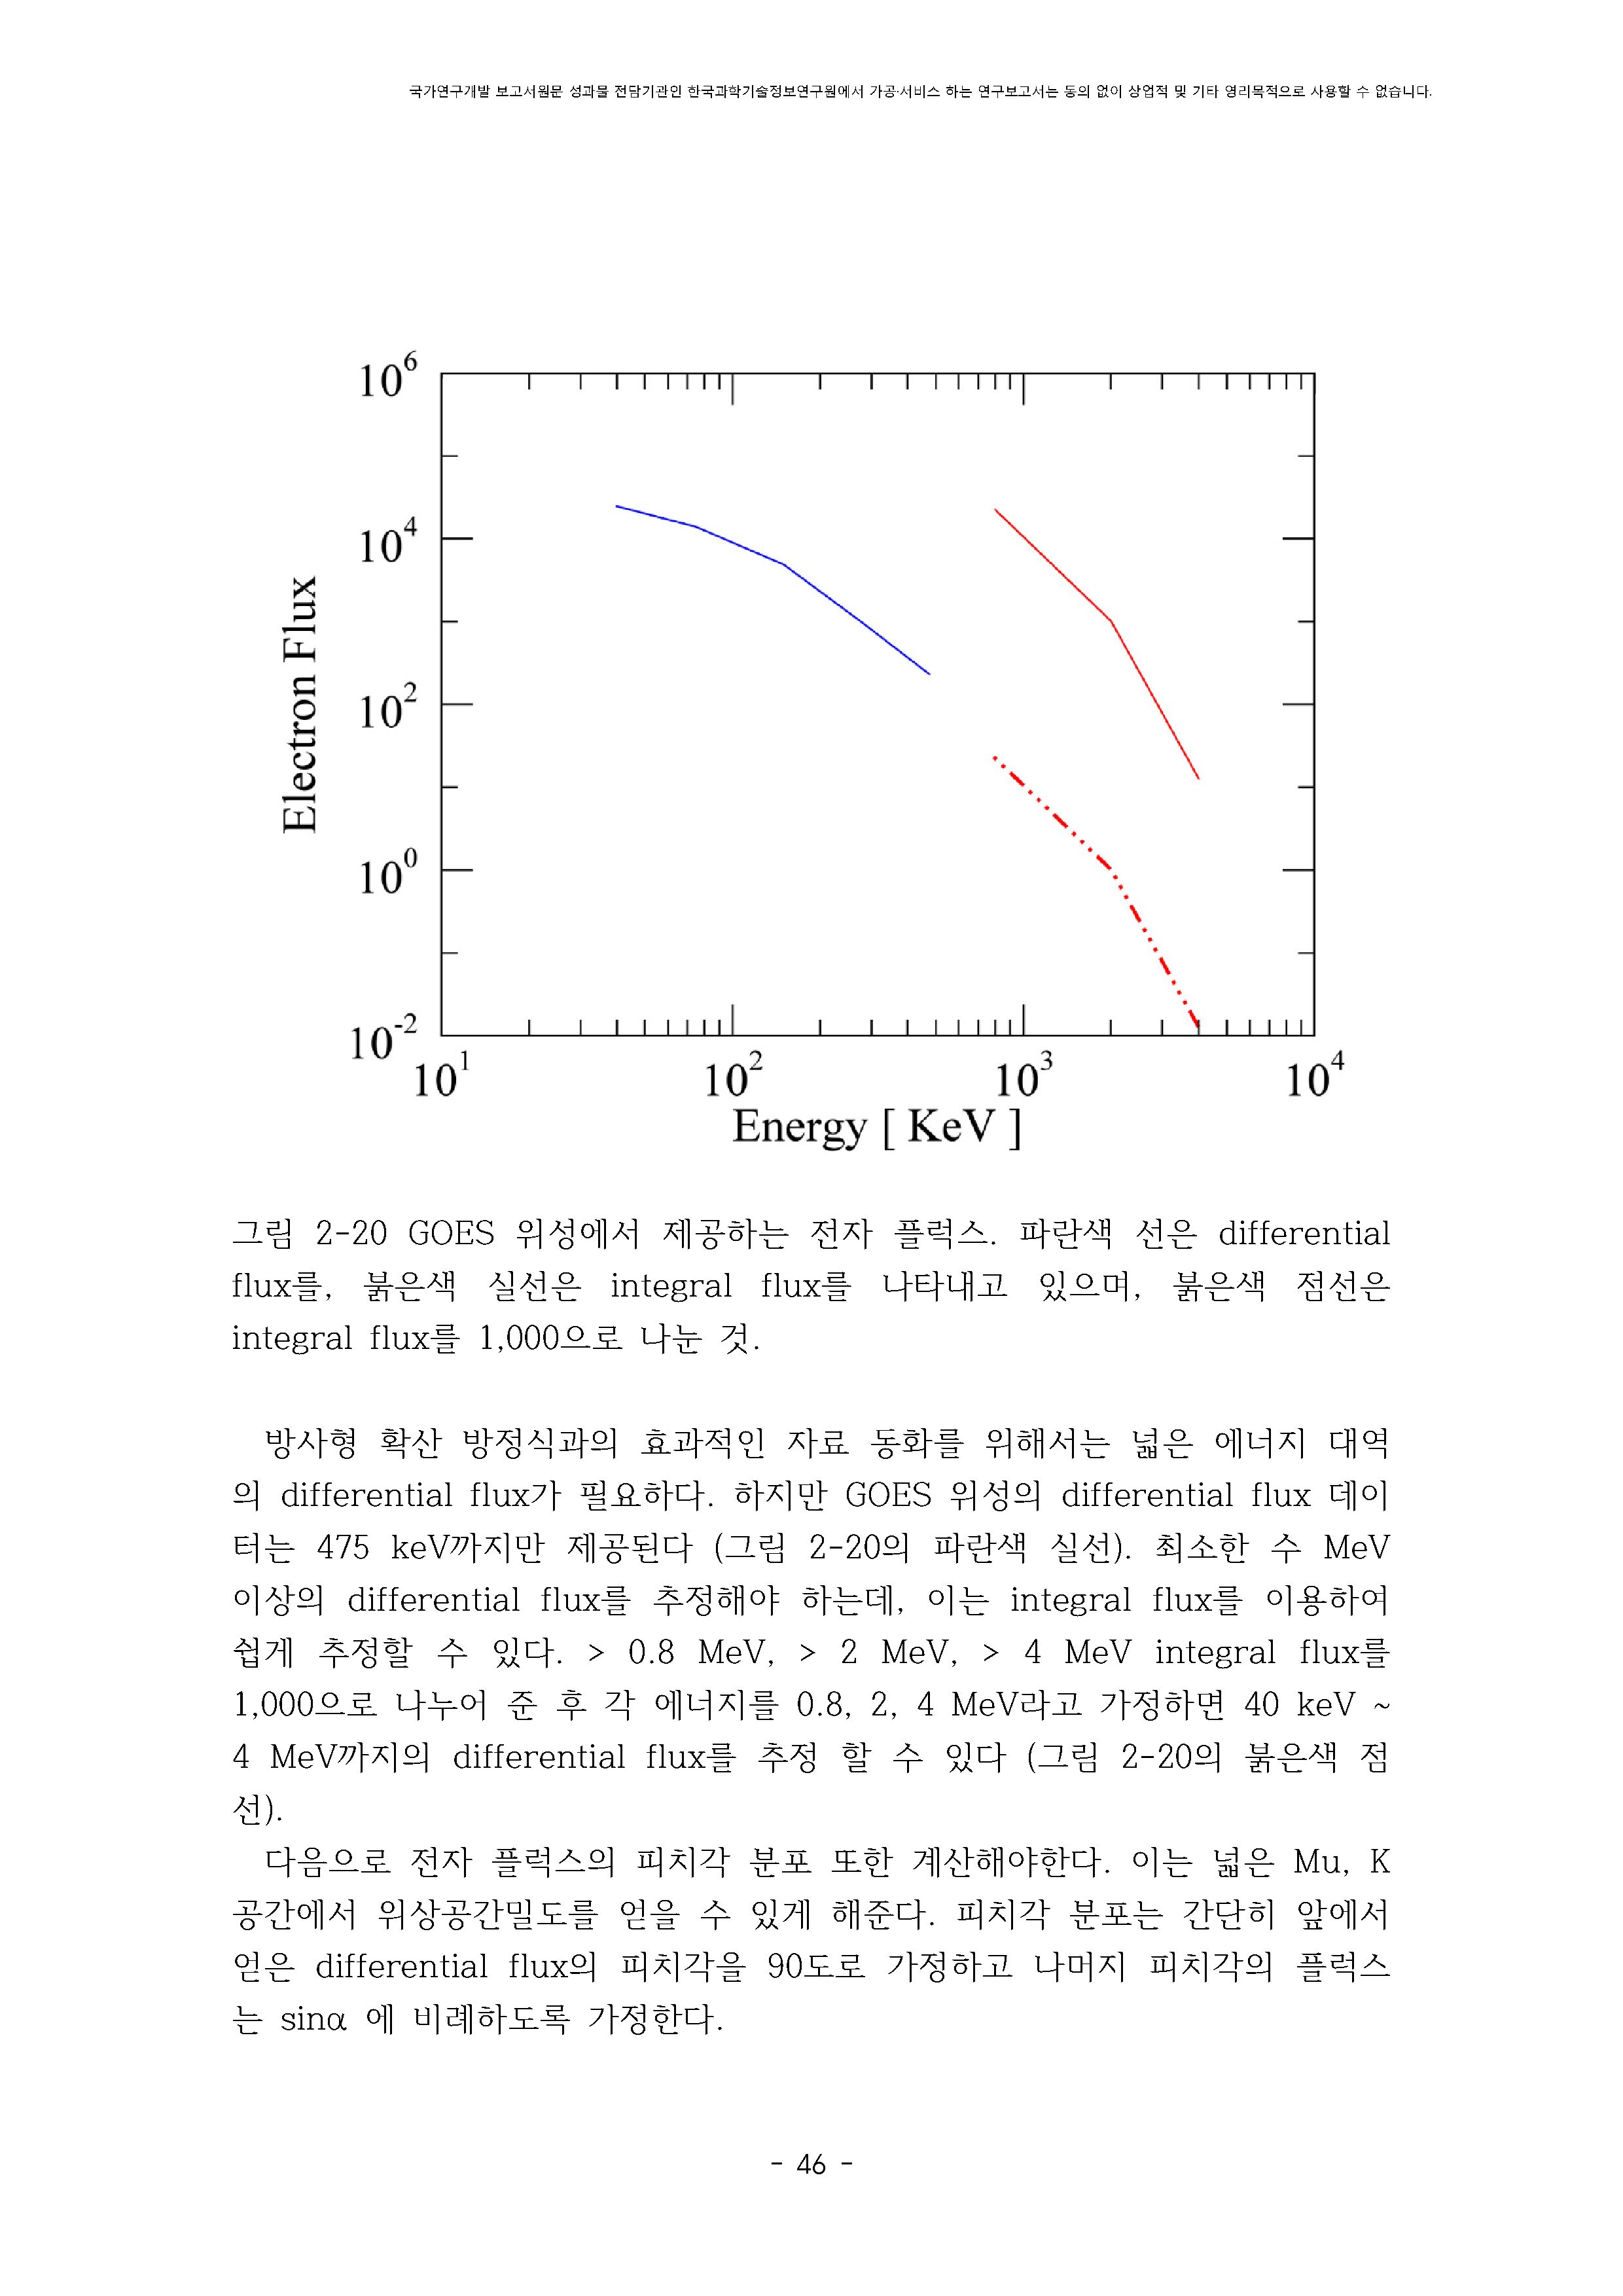 국가연구개발 보고서원문 성과물 전담기관인 한국과학기술정보연구원에서 가공·서비스 하는 연구보고서는 동의 없이 상업적 및 기타 영리목적으로 사용할 수 없습니다.
10^6
10^4
10^2
10^0
10^-2
Electron Flux
10^1 10^2 10^3 10^4
Energy [ KeV ]
그림 2-20 GOES 위성에서 제공하는 전자 플럭스. 파란색 선은 differential
flux를, 붉은색 실선은 integral flux를 나타내고 있으며, 붉은색 점선은
integral flux를 1,000으로 나눈 것.
방사형 확산 방정식과의 효과적인 자료 동화를 위해서는 넓은 에너지 대역
의 differential flux가 필요하다. 하지만 GOES 위성의 differential flux 데이
터는 475 keV까지만 제공된다 (그림 2-20의 파란색 실선). 최소한 수 MeV
이상의 differential flux를 추정해야 하는데, 이는 integral flux를 이용하여
쉽게 추정할 수 있다. > 0.8 MeV, > 2 MeV, > 4 MeV integral flux를
1,000으로 나누어 준 후 각 에너지를 0.8, 2, 4 MeV라고 가정하면 40 keV ~
4 MeV까지의 differential flux를 추정 할 수 있다 (그림 2-20의 붉은색 점
선).
다음으로 전자 플럭스의 피치각 분포 또한 계산해야한다. 이는 넓은 Mu, K
공간에서 위상공간밀도를 얻을 수 있게 해준다. 피치각 분포는 간단히 앞에서
얻은 differential flux의 피치각을 90도로 가정하고 나머지 피치각의 플럭스
는 sinα 에 비례하도록 가정한다.
- 46 -